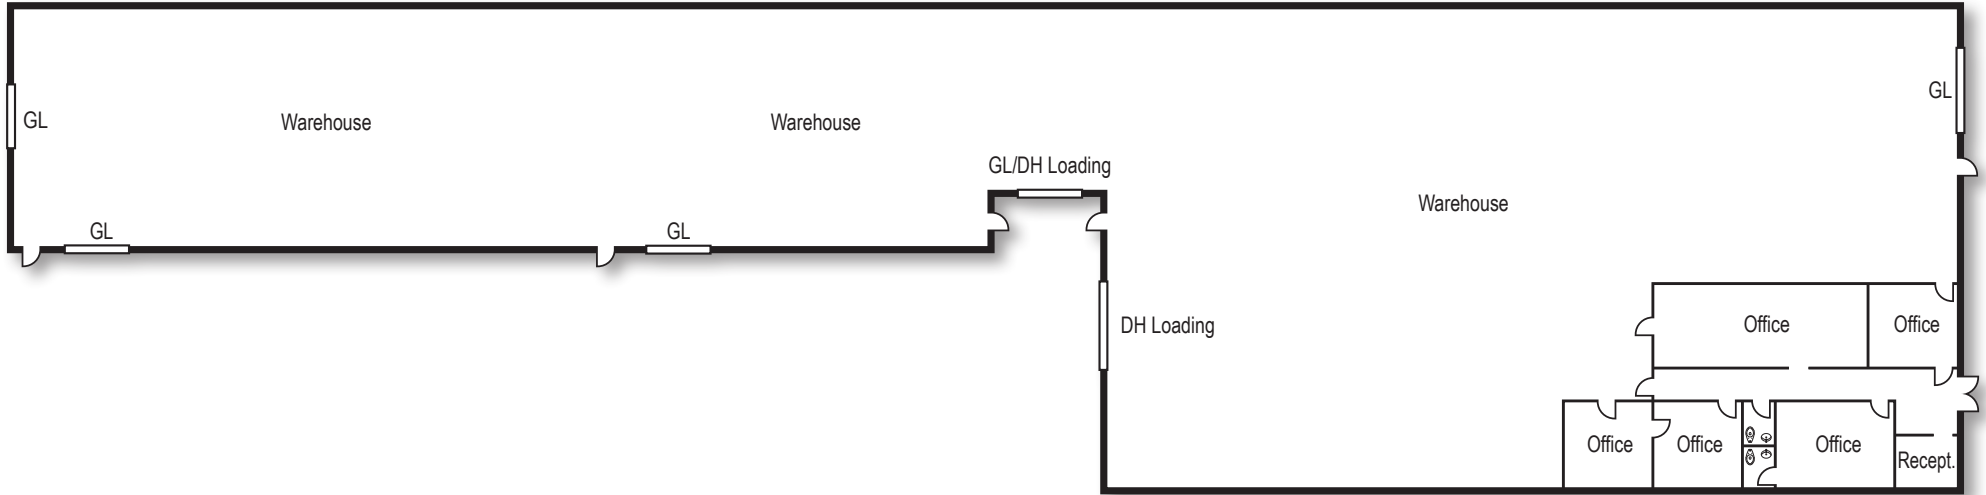 GL
GL
Warehouse
Warehouse
GL/DH Loading
Warehouse
GL
GL
DH Loading
Office
Office
Office
Office
Office
Recept.